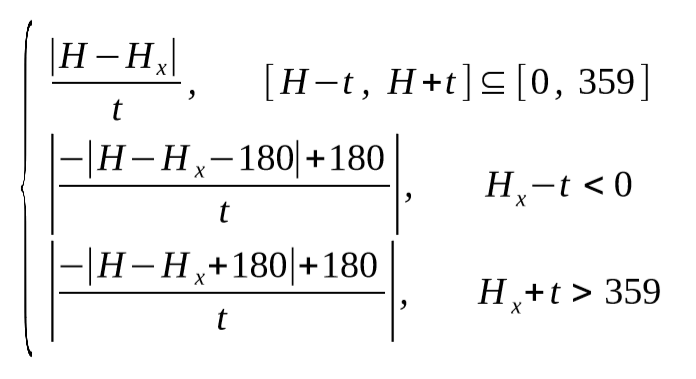 |H−Hₓ|/t, [H−t, H+t]⊆[0, 359]
|(−|H−Hₓ−180|+180)/t|, Hₓ−t < 0
|(−|H−Hₓ+180|+180)/t|, Hₓ+t > 359